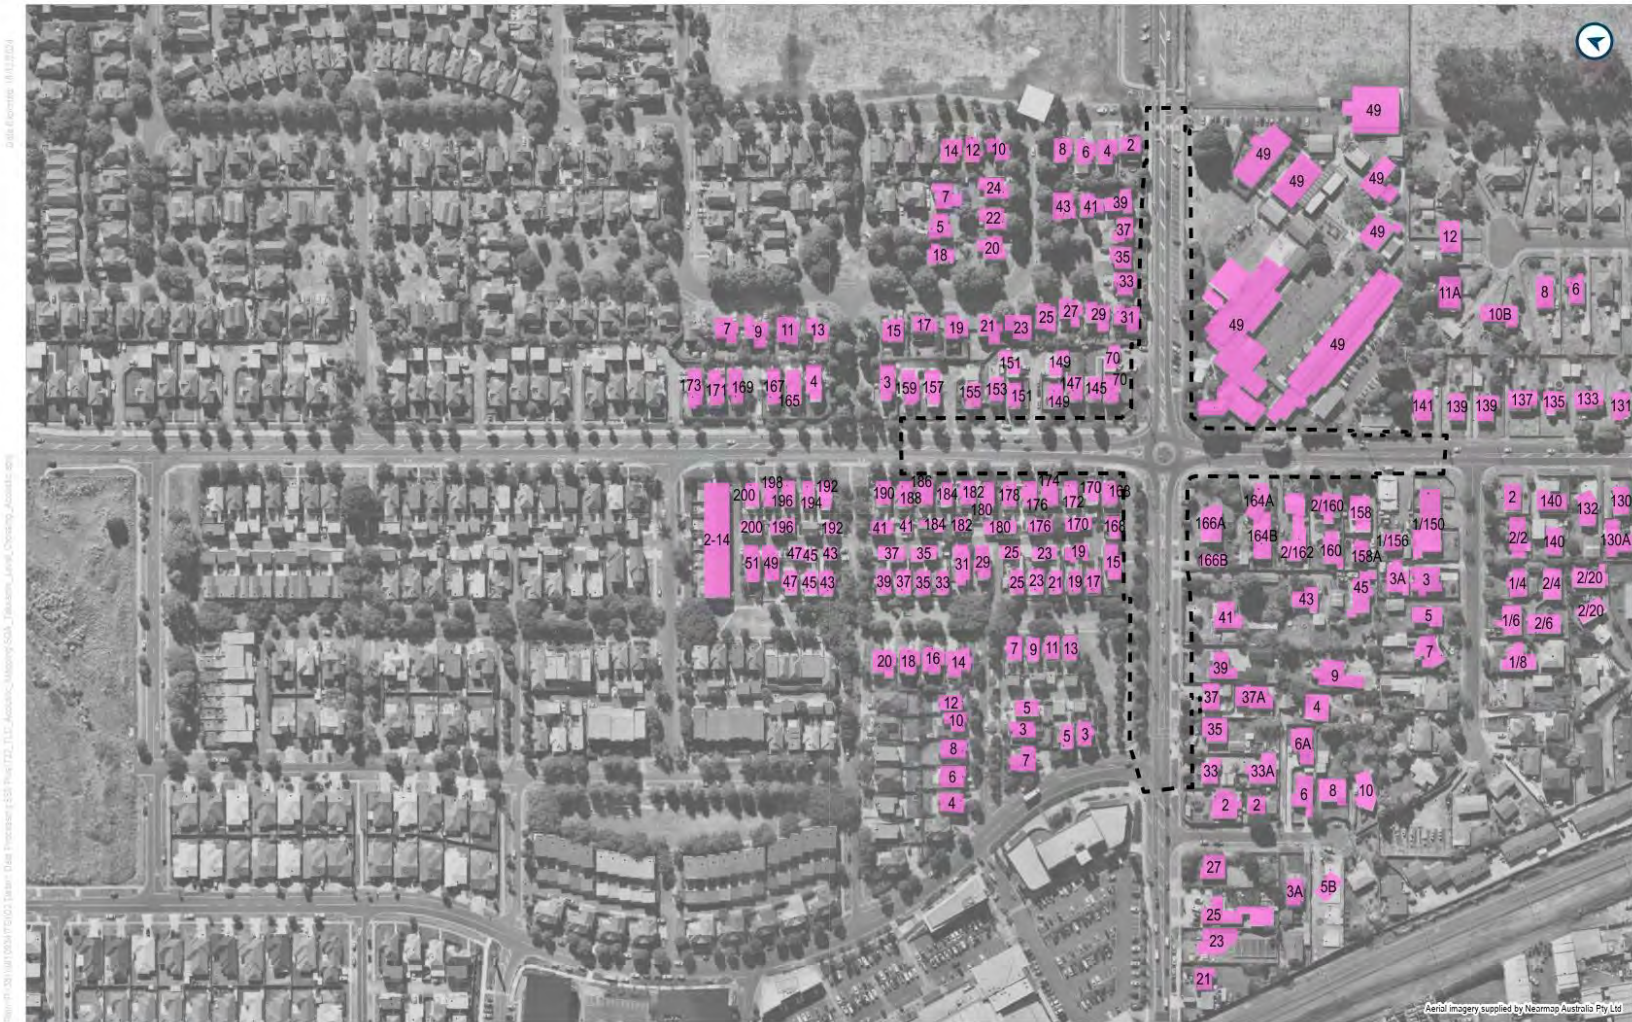 49
14 12 10 8 6 4 2
49
49
49
7 24 43 41 39
5 22 37 49 12
18 20 35
33 11A 8 6
7 9 11 13 15 17 19 21 23 25 27 29 31 49 10B
49
151 149 70
173 171 169 167 4 3 159 157 155 153 147 145 70
165 151 149 141 139 139 137 135 133 131
198 192 186 174
200 196 194 190 188 184 182 178 176 170 168 164A 2/160 2 140 130
180 172 158 132
200 196 192 41 41 184 182 180 176 170 168 166A 1/150
164B 160 1/156 2/2 140 130A
47 45 43 37 35 25 23 19 2/162 158A
51 49 31 29 15 166B
47 45 43 39 37 35 33 25 23 21 19 17 45 3A 3 1/4 2/4 2/20
43
41 5 1/6 2/6 2/20
20 18 16 14 7 9 11 13 39 9 7 1/8
12 5 37 37A 4
10 3 5 3 35
8 7 6A
6 33 33A
4 2 2 6 8 10
27
3A 5B
25
23
21
Aerial imagery supplied by Nearmap Australia Pty Ltd